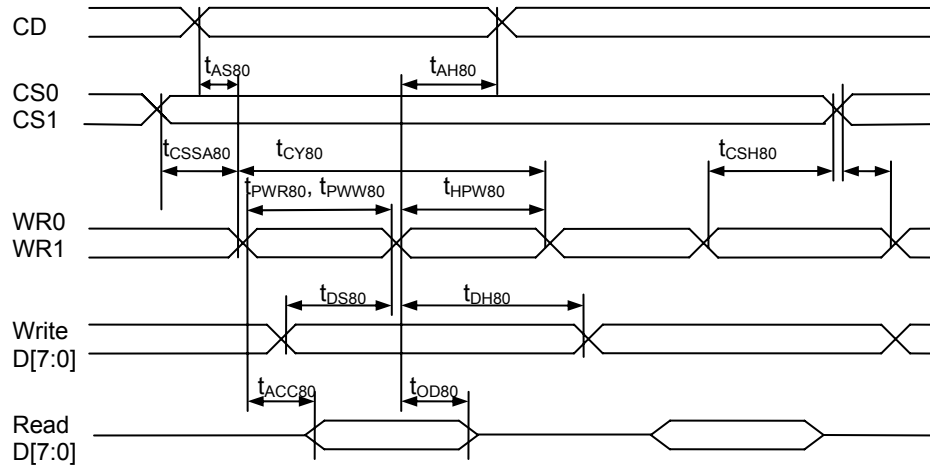 CD
tAS80 tAH80
CS0
CS1
tCSSA80 tCY80 tCSH80
tPWR80, tPWW80 tHPW80
WR0
WR1
tDS80 tDH80
Write
D[7:0]
tACC80 tOD80
Read
D[7:0]